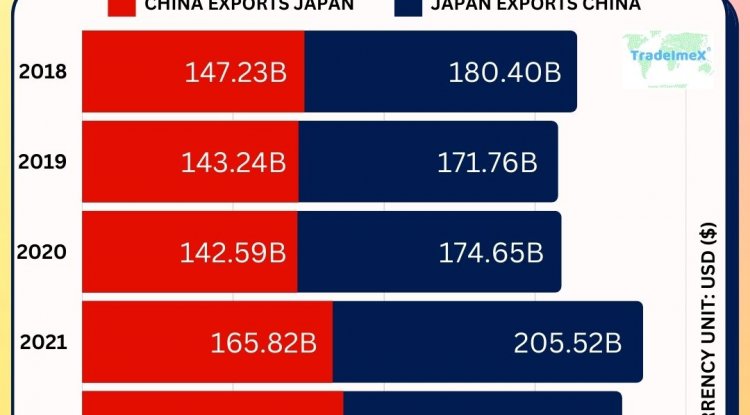 CHINA EXPORTS JAPAN
JAPAN EXPORTS CHINA
TradeImeX
2018
147.23B
180.40B
2019
143.24B
171.76B
2020
142.59B
174.65B
2021
165.82B
205.52B
RRENCY UNIT: USD ($)